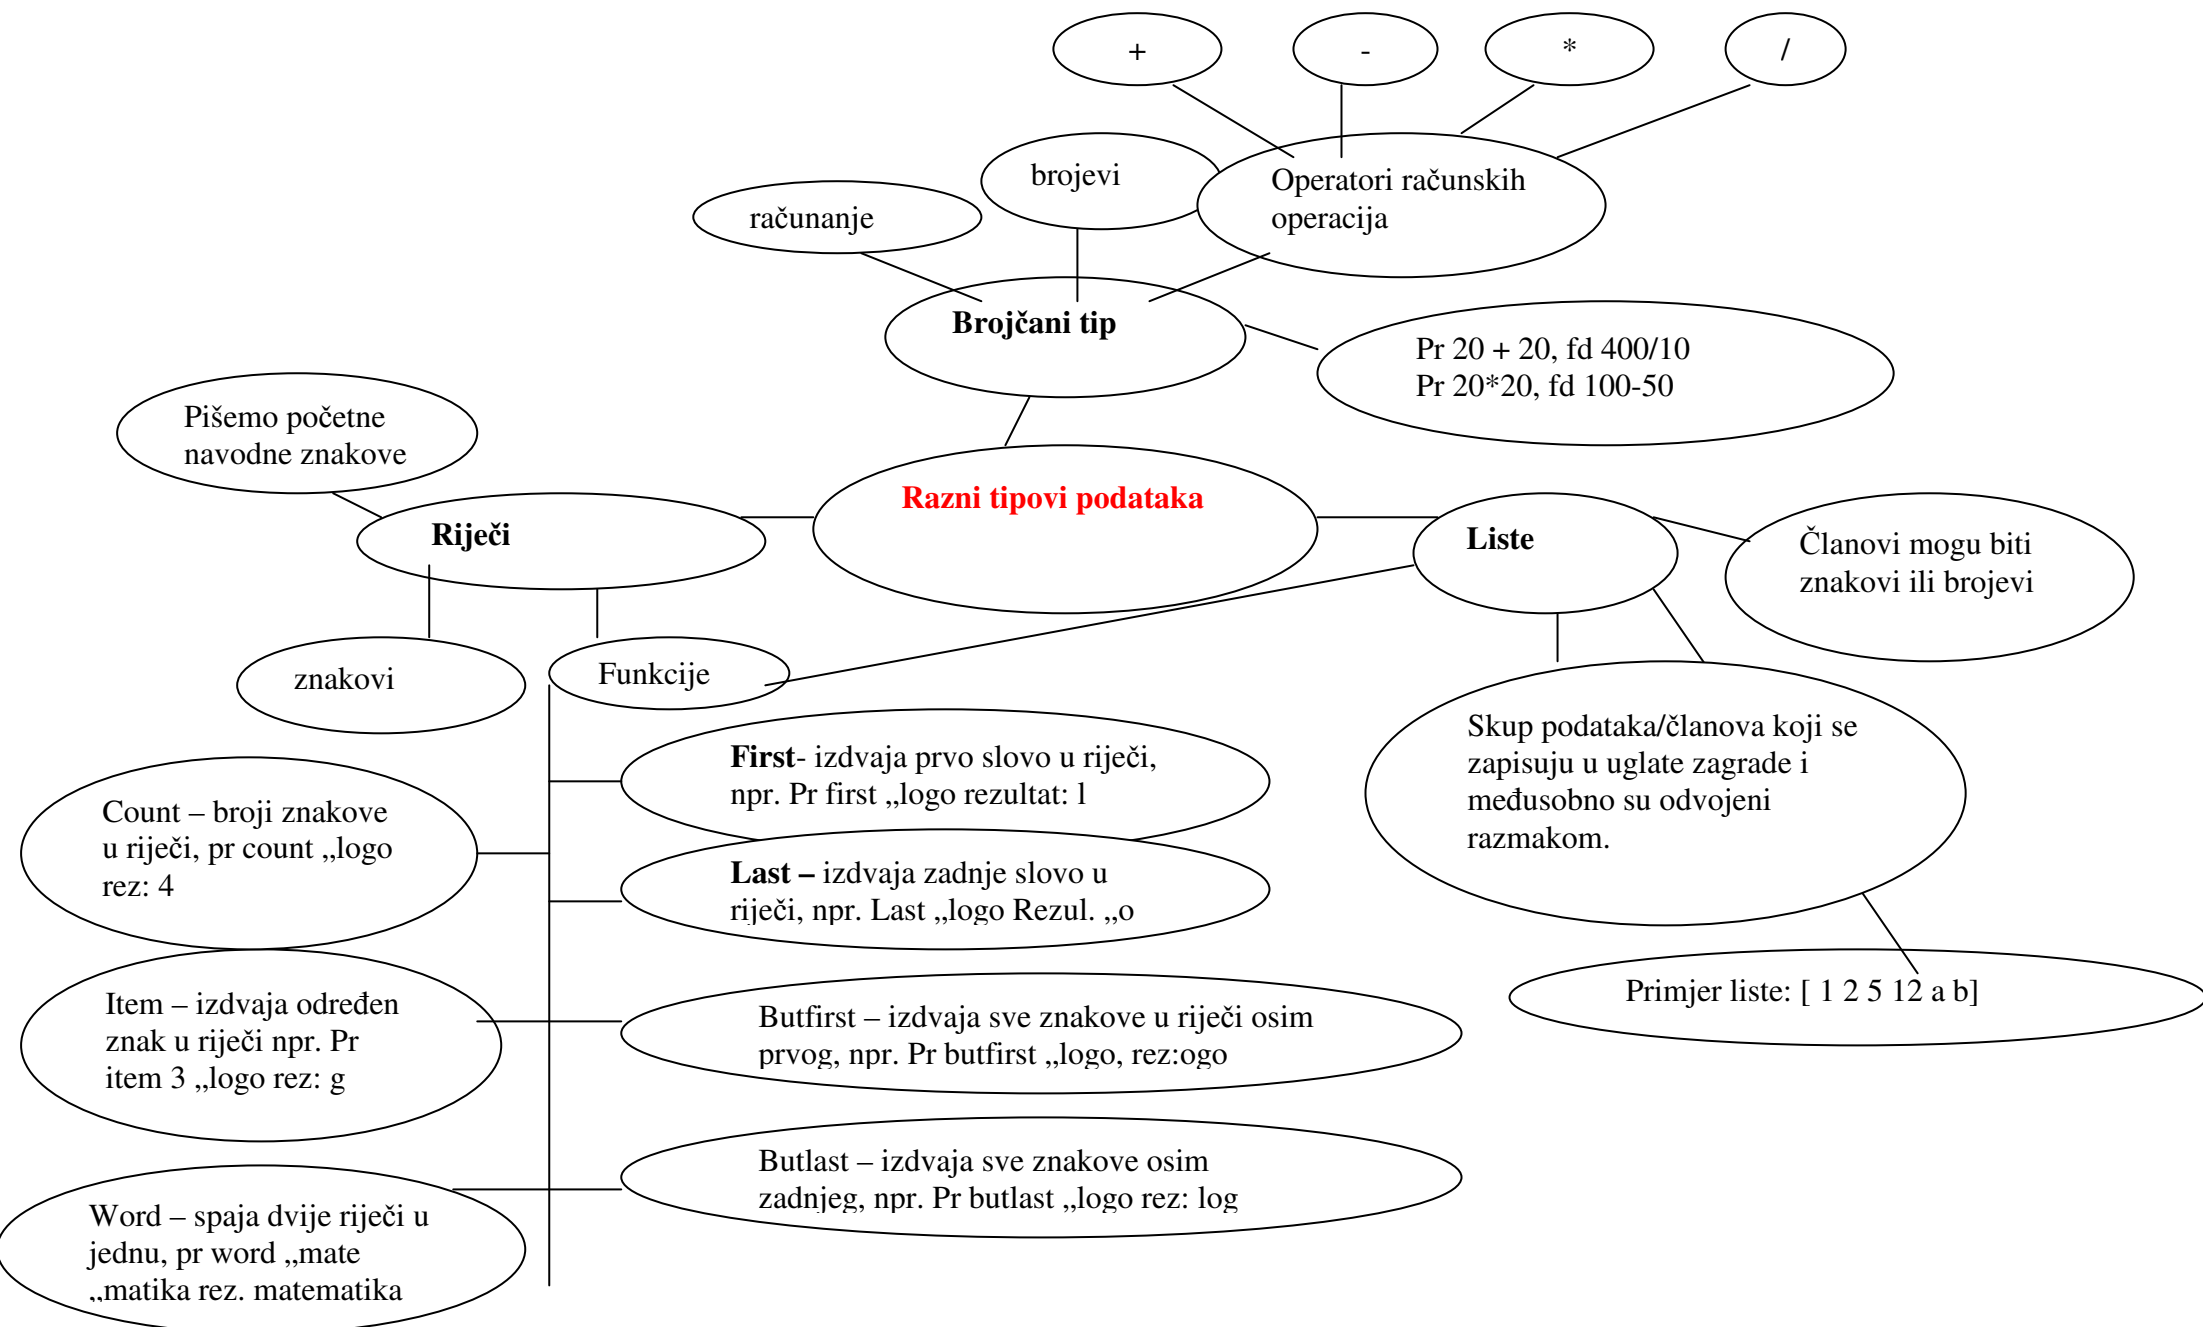 +
-
*
/
brojevi
Operatori računskih
operacija
računanje
Brojčani tip
Pr 20 + 20, fd 400/10
Pr 20*20, fd 100-50
Pišemo početne
navodne znakove
Razni tipovi podataka
Riječi
Liste
Članovi mogu biti
znakovi ili brojevi
znakovi
Funkcije
Skup podataka/članova koji se
zapisuju u uglate zagrade i
međusobno su odvojeni
razmakom.
First- izdvaja prvo slovo u riječi,
npr. Pr first „logo rezultat: l
Count – broji znakove
u riječi, pr count „logo
rez: 4
Last – izdvaja zadnje slovo u
riječi, npr. Last „logo Rezul. „o
Primjer liste: [ 1 2 5 12 a b]
Item – izdvaja određen
znak u riječi npr. Pr
item 3 „logo rez: g
Butfirst – izdvaja sve znakove u riječi osim
prvog, npr. Pr butfirst „logo, rez:ogo
Butlast – izdvaja sve znakove osim
zadnjeg, npr. Pr butlast „logo rez: log
Word – spaja dvije riječi u
jednu, pr word „mate
„matika rez. matematika